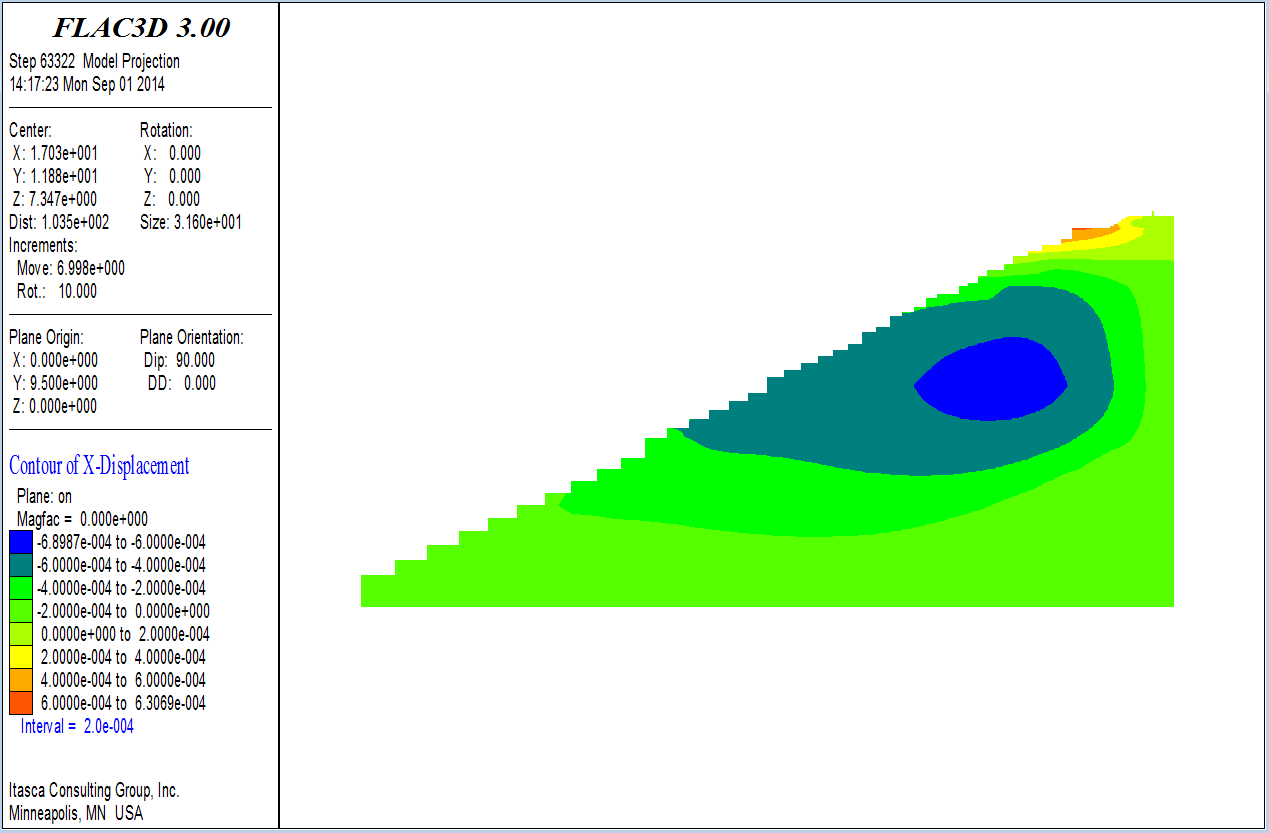 FLAC3D 3.00
Step 63322  Model Projection
14:17:23 Mon Sep 01 2014
Center: Rotation:
X: 1.703e+001 X: 0.000
Y: 1.188e+001 Y: 0.000
Z: 7.347e+000 Z: 0.000
Dist: 1.035e+002 Size: 3.160e+001
Increments:
Move: 6.998e+000
Rot.: 10.000
Plane Origin: Plane Orientation:
X: 0.000e+000 Dip: 90.000
Y: 9.500e+000 DD: 0.000
Z: 0.000e+000
Contour of X-Displacement
Plane: on
Magfac = 0.000e+000
-6.8987e-004 to -6.0000e-004
-6.0000e-004 to -4.0000e-004
-4.0000e-004 to -2.0000e-004
-2.0000e-004 to 0.0000e+000
0.0000e+000 to 2.0000e-004
2.0000e-004 to 4.0000e-004
4.0000e-004 to 6.0000e-004
6.0000e-004 to 6.3069e-004
Interval = 2.0e-004
Itasca Consulting Group, Inc.
Minneapolis, MN USA